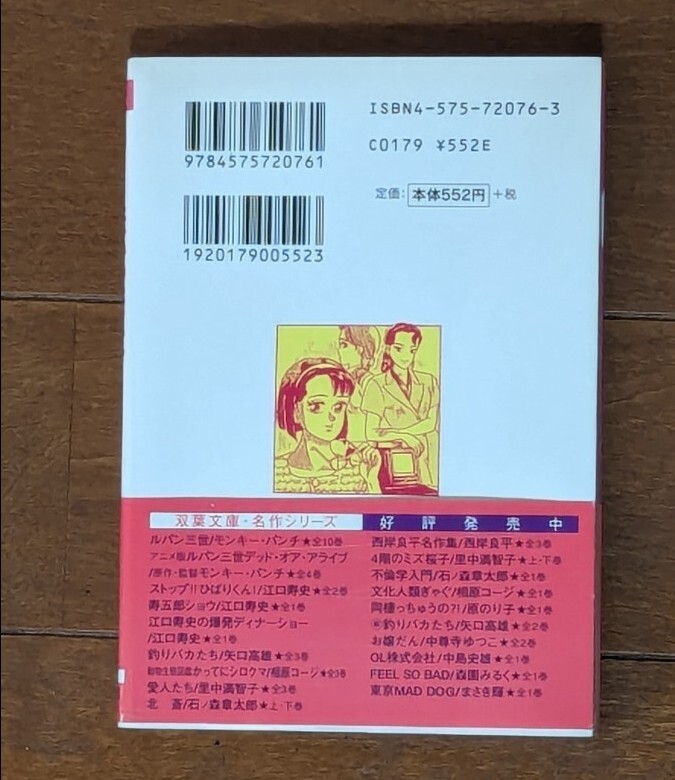 9784575720761
ISBN4-575-72076-3
C0179 ¥552E
定価: 本体552円 +税
1920179005523
双葉文庫・名作シリーズ
ルパン三世/モンキー・パンチ★全10巻
アニメ版ルパン三世デッド・オア・アライブ
/原作・監督モンキー・パンチ★全4巻
ストップ!!ひばりくん!/江口寿史★全2巻
寿五郎ショウ/江口寿史★全1巻
江口寿史の爆発ディナーショー
/江口寿史★全1巻
釣りバカたち/矢口高雄★全3巻
かってにシロクマ/相原コージ★全3巻
愛人たち/里中満智子★全3巻
北 斎/石ノ森章太郎★上・下巻
好評発売中
西岸良平名作集/西岸良平★全3巻
4階のミズ桜子/里中満智子★上・下巻
不倫学入門/石ノ森章太郎★全1巻
文化人類ぎゃぐ/相原コージ★全1巻
同棲っちゅうの?!/原のり子★全1巻
釣りバカたち/矢口高雄★全2巻
お嬢だん/中尊寺ゆつこ★全2巻
OL株式会社/中島史雄★全1巻
FEEL SO BAD/森園みるく★全1巻
東京MAD DOG/まさき輝★全1巻